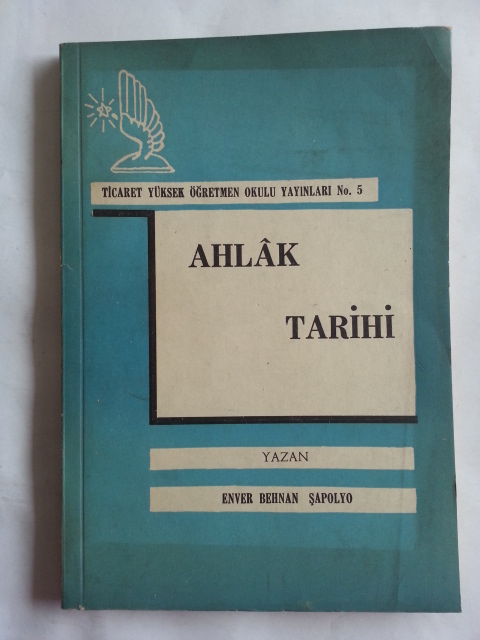 TİCARET YÜKSEK ÖĞRETMEN OKULU YAYINLARI No. 5
AHLÂK
TARİHİ
YAZAN
ENVER BEHNAN ŞAPOLYO